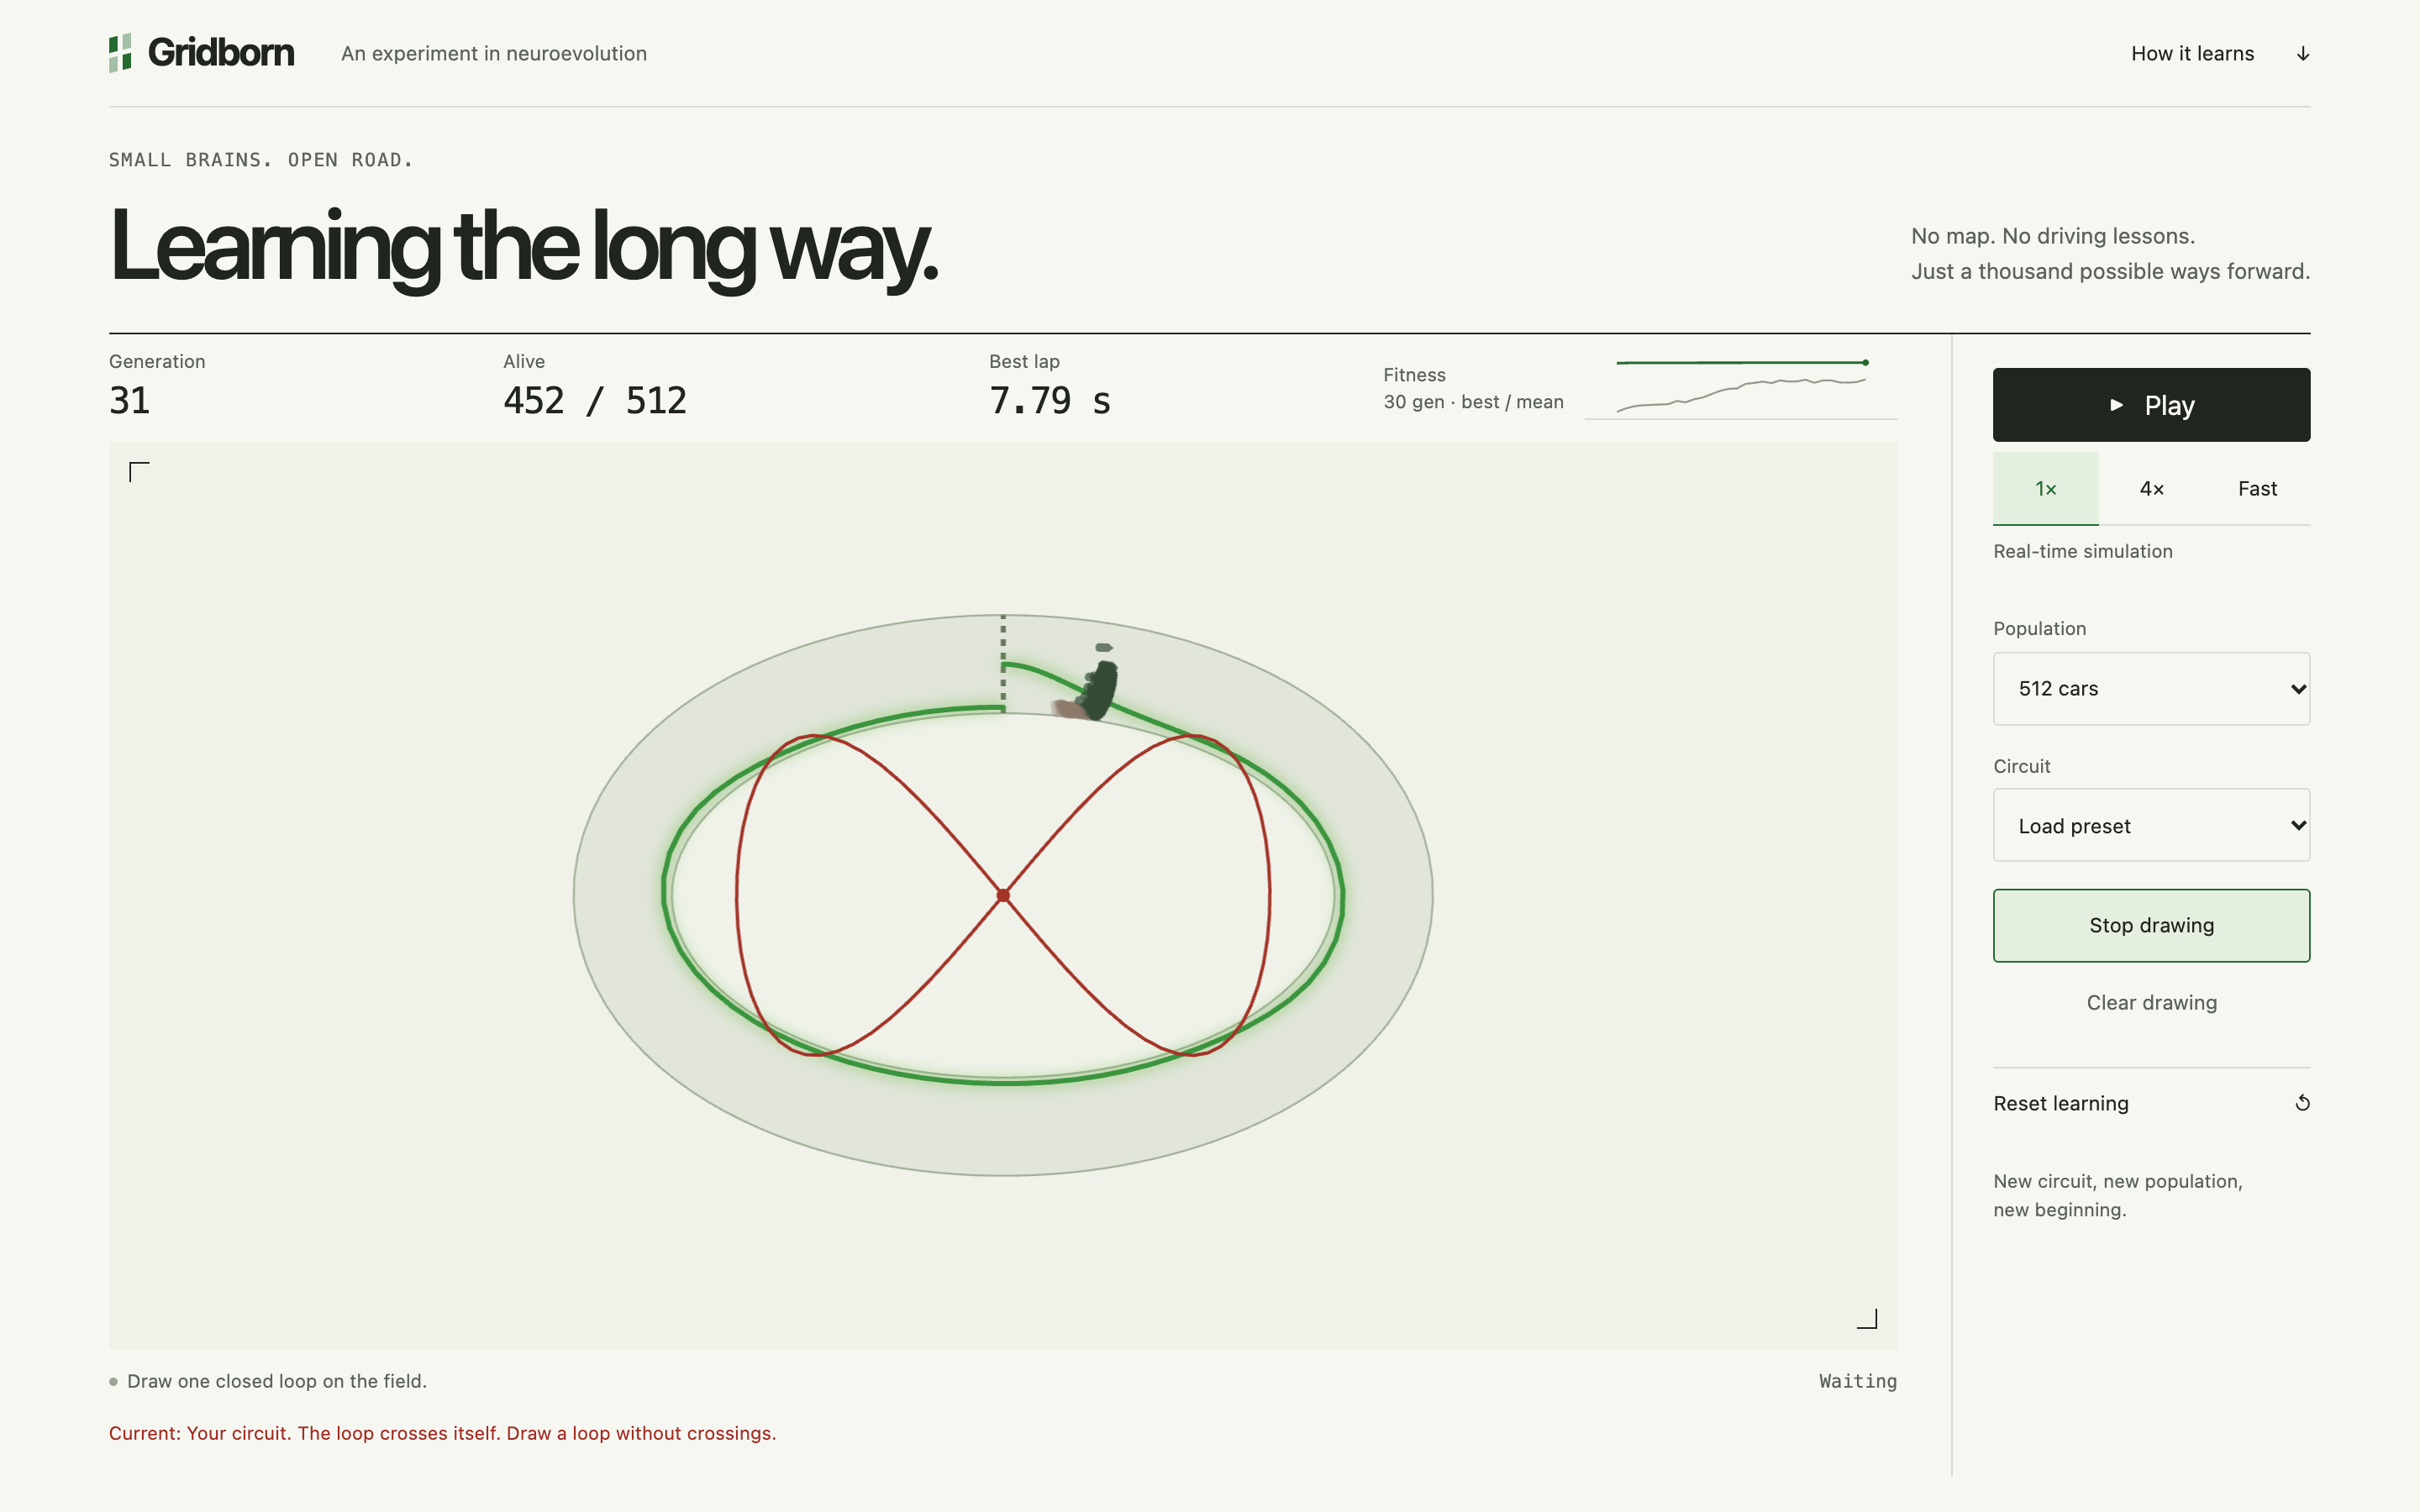 Gridborn
An experiment in neuroevolution
How it learns ↓
SMALL BRAINS. OPEN ROAD.
Learning the long way.
No map. No driving lessons.
Just a thousand possible ways forward.
Generation
31
Alive
452 / 512
Best lap
7.79 s
Fitness
30 gen · best / mean
Play
1×
4×
Fast
Real-time simulation
Population
512 cars
Circuit
Load preset
Stop drawing
Clear drawing
Reset learning
New circuit, new population,
new beginning.
Draw one closed loop on the field.
Waiting
Current: Your circuit. The loop crosses itself. Draw a loop without crossings.